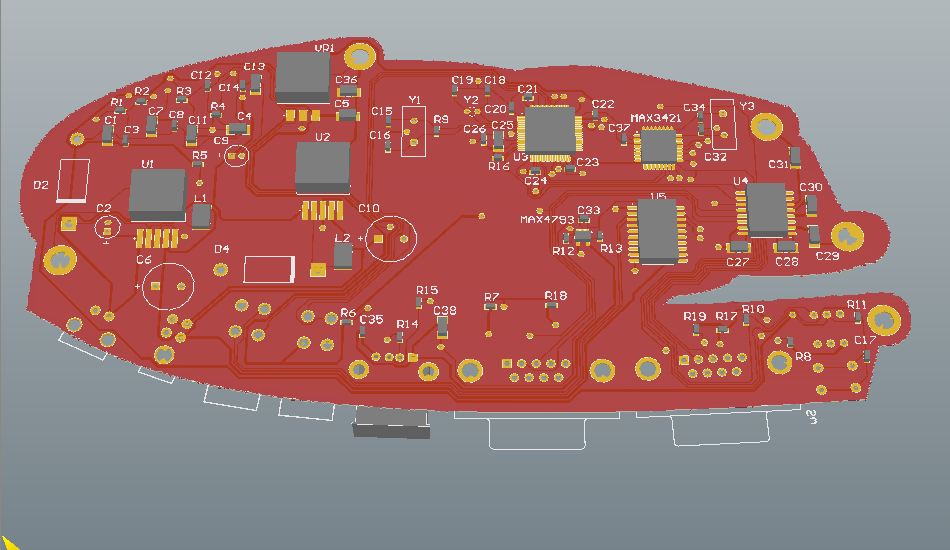 VR1
C13
C12
C14
C36
C19
C18
R3
R2
C21
Y1
Y2
Y3
R1
C5
C20
C22
C34
R4
C7
C15
MAX3421
C1
C8
C11
C4
R9
C25
C26
C37
C3
C9
U2
C16
U3
C32
R5
R16
C23
C31
U1
C24
D2
U4
C30
L1
U5
C2
C10
C33
MAX4793
L2
R12
R13
D4
C27
C28
C29
C6
R15
R7
R18
R11
R10
R6
C35
C38
R19
R17
R14
C17
R8